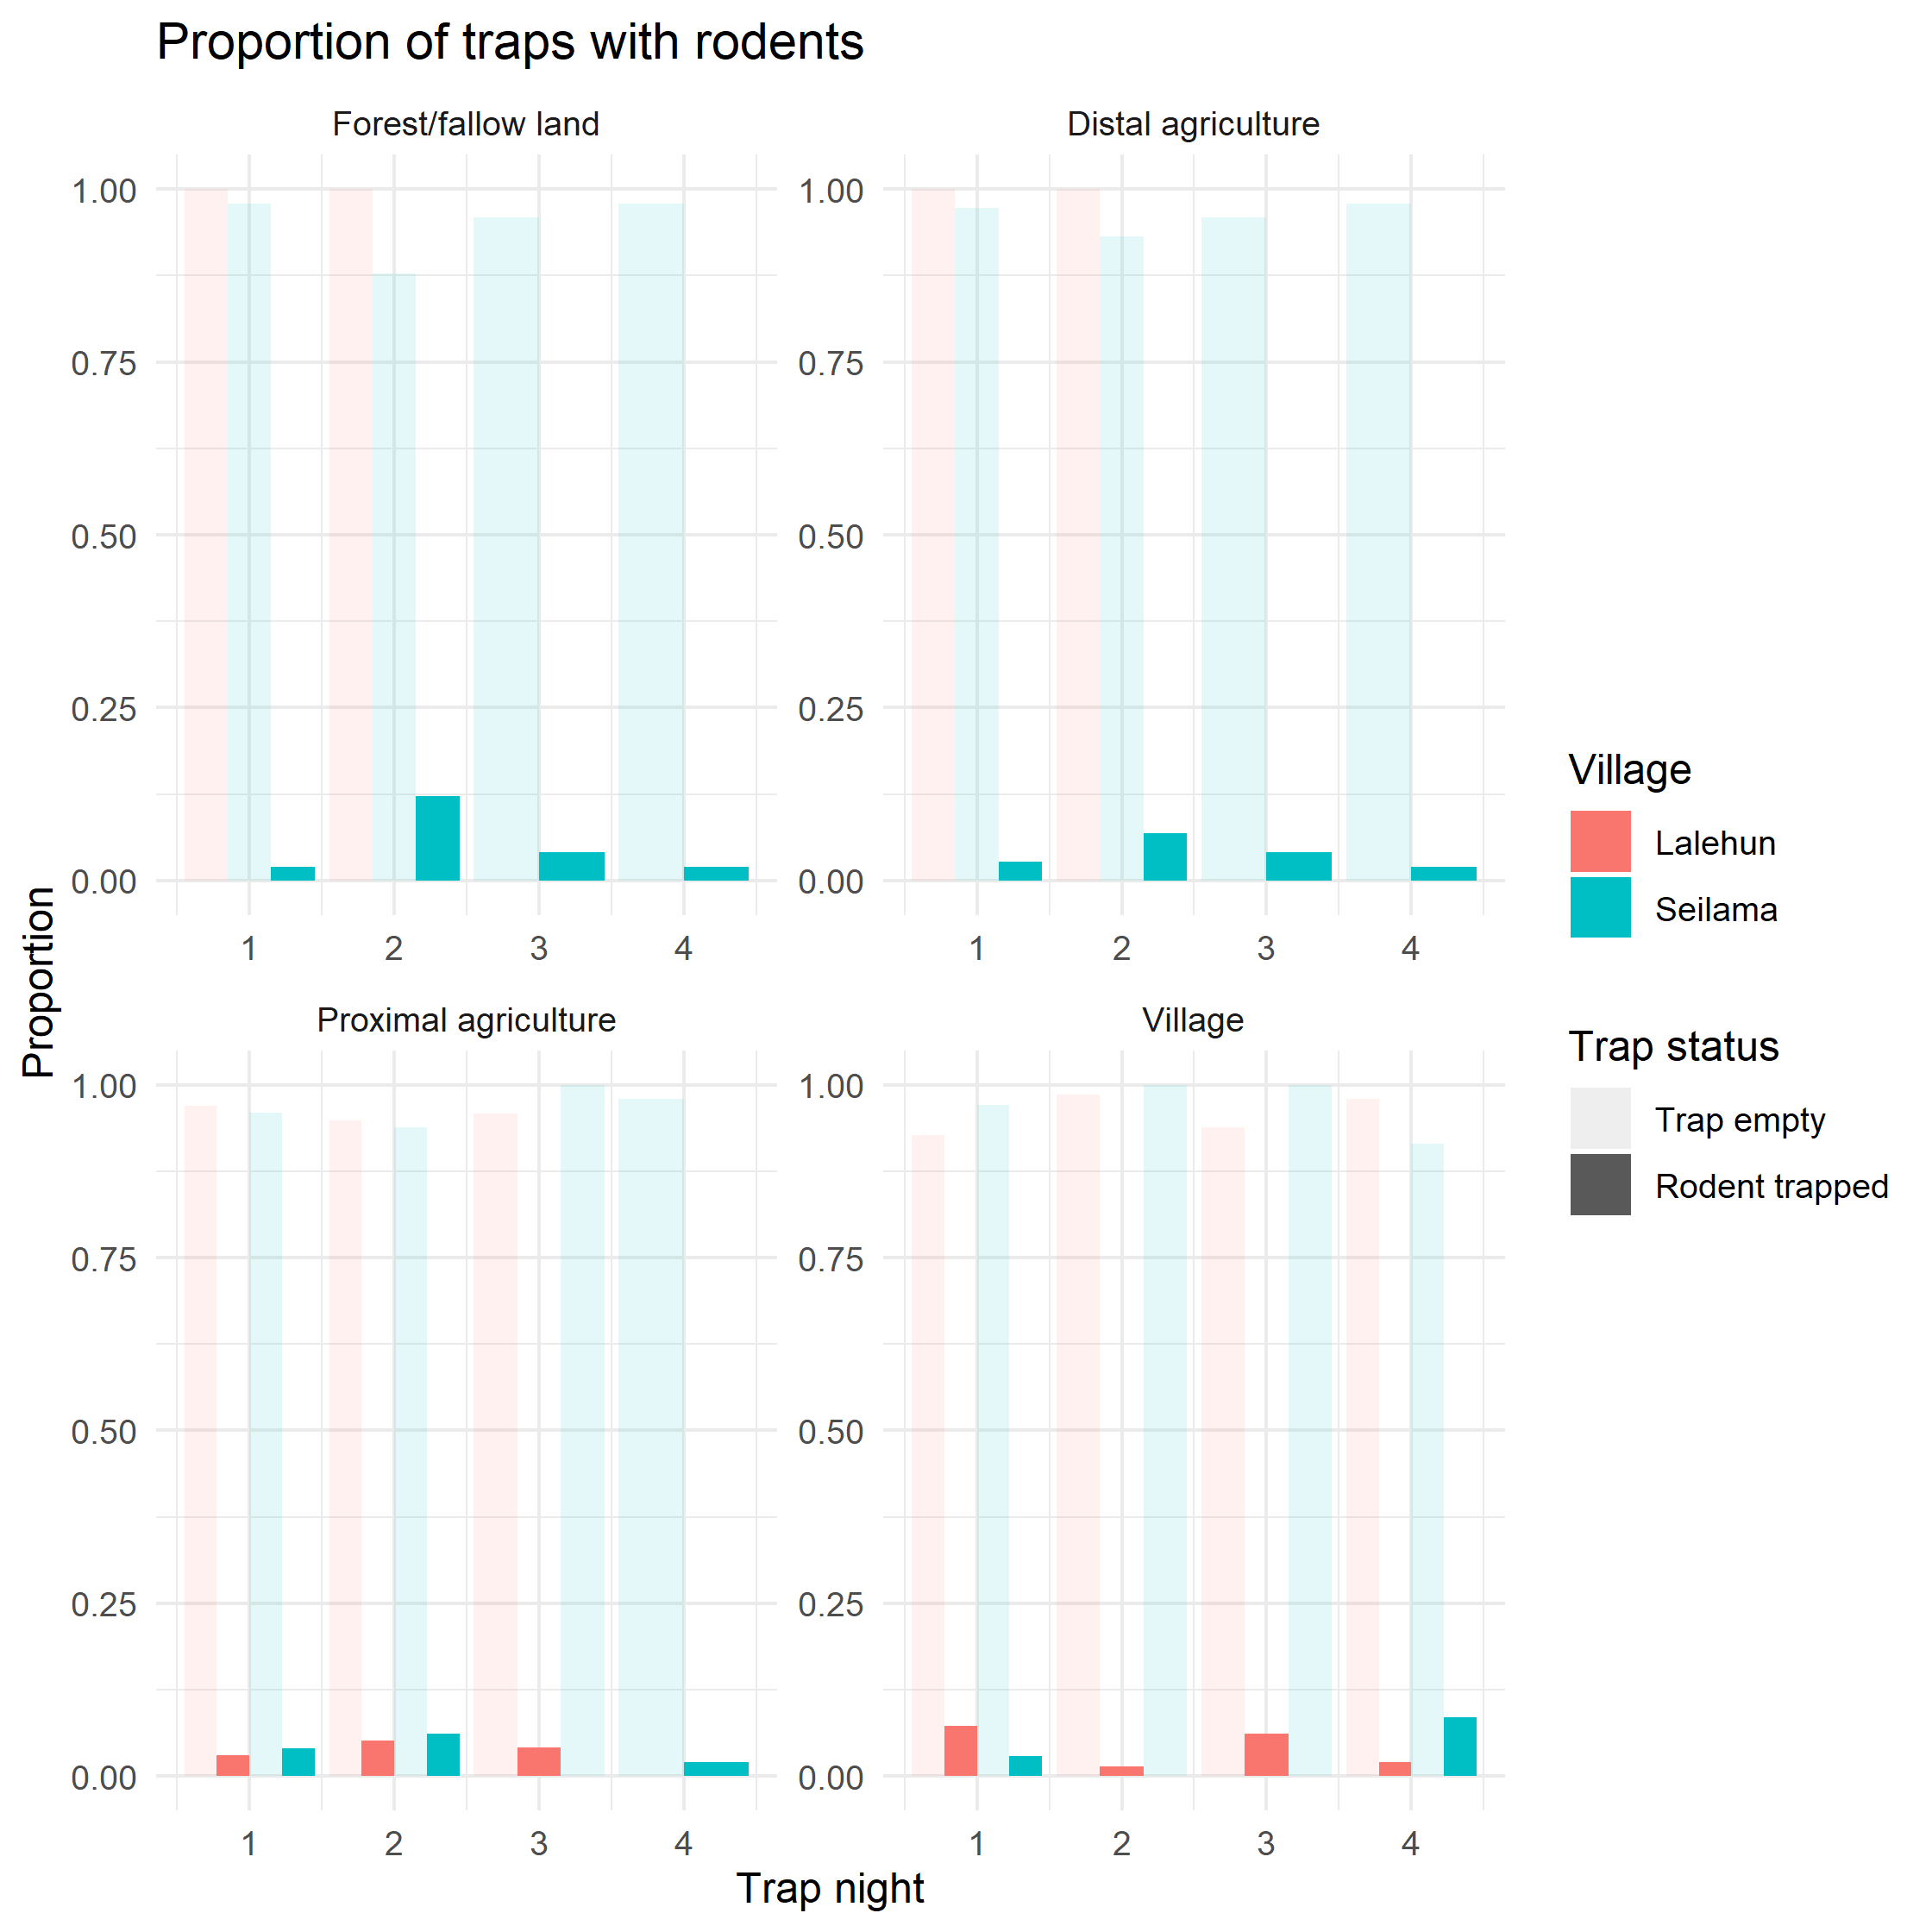 Proportion of traps with rodents
Forest/fallow land
Distal agriculture
1.00
0.75
0.50
0.25
0.00
1 2 3 4
1.00
0.75
0.50
0.25
0.00
1 2 3 4
Proximal agriculture
Village
1.00
0.75
0.50
0.25
0.00
1 2 3 4
1.00
0.75
0.50
0.25
0.00
1 2 3 4
Proportion
Trap night
Village
Lalehun
Seilama
Trap status
Trap empty
Rodent trapped